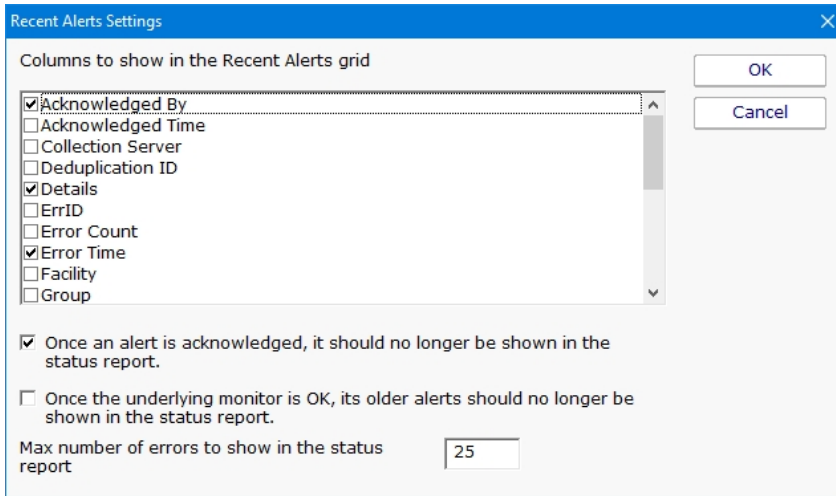 Recent Alerts Settings
Columns to show in the Recent Alerts grid
OK
Cancel
Acknowledged By
Acknowledged Time
Collection Server
Deduplication ID
Details
ErrID
Error Count
Error Time
Facility
Group
Once an alert is acknowledged, it should no longer be shown in the
status report.
Once the underlying monitor is OK, its older alerts should no longer be
shown in the status report.
Max number of errors to show in the status
report
25